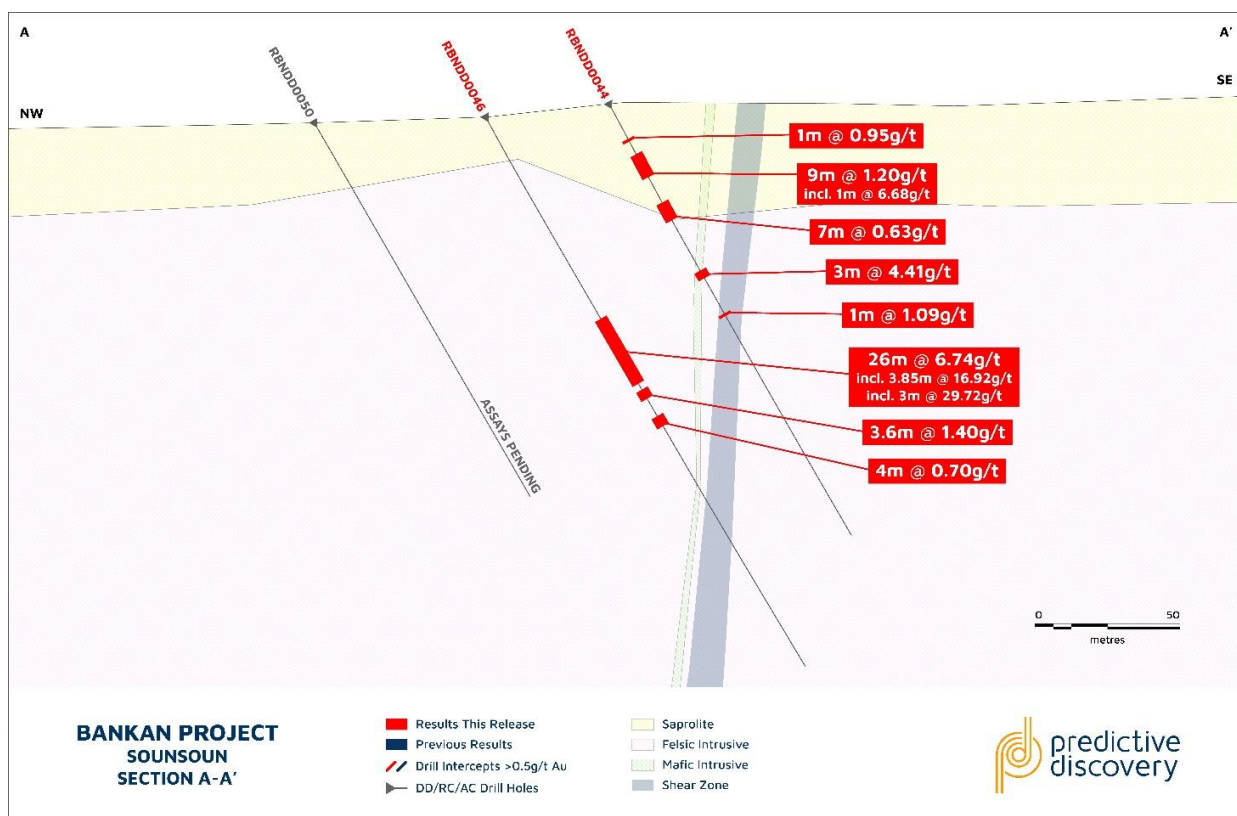 A
A'
NW
SE
RBNDD0050
RBNDD0046
RBNDD0044
1m @ 0.95g/t
9m @ 1.20g/t
incl. 1m @ 6.68g/t
7m @ 0.63g/t
3m @ 4.41g/t
1m @ 1.09g/t
26m @ 6.74g/t
incl. 3.85m @ 16.92g/t
incl. 3m @ 29.72g/t
3.6m @ 1.40g/t
4m @ 0.70g/t
ASSAYS PENDING
0 50
metres
BANKAN PROJECT
SOUNSOUN
SECTION A-A'
Results This Release
Previous Results
Drill Intercepts >0.5g/t Au
DD/RC/AC Drill Holes
Saprolite
Felsic Intrusive
Mafic Intrusive
Shear Zone
predictive
discovery